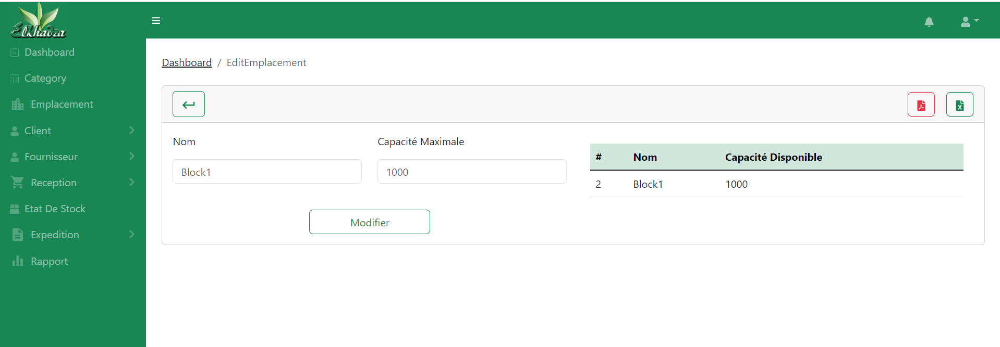 Elkhadra
Dashboard
Category
Emplacement
Client
Fournisseur
Reception
Etat De Stock
Expedition
Rapport
Dashboard / EditEmplacement
Nom
Capacité Maximale
Block1
1000
Modifier
# Nom Capacité Disponible
2 Block1 1000